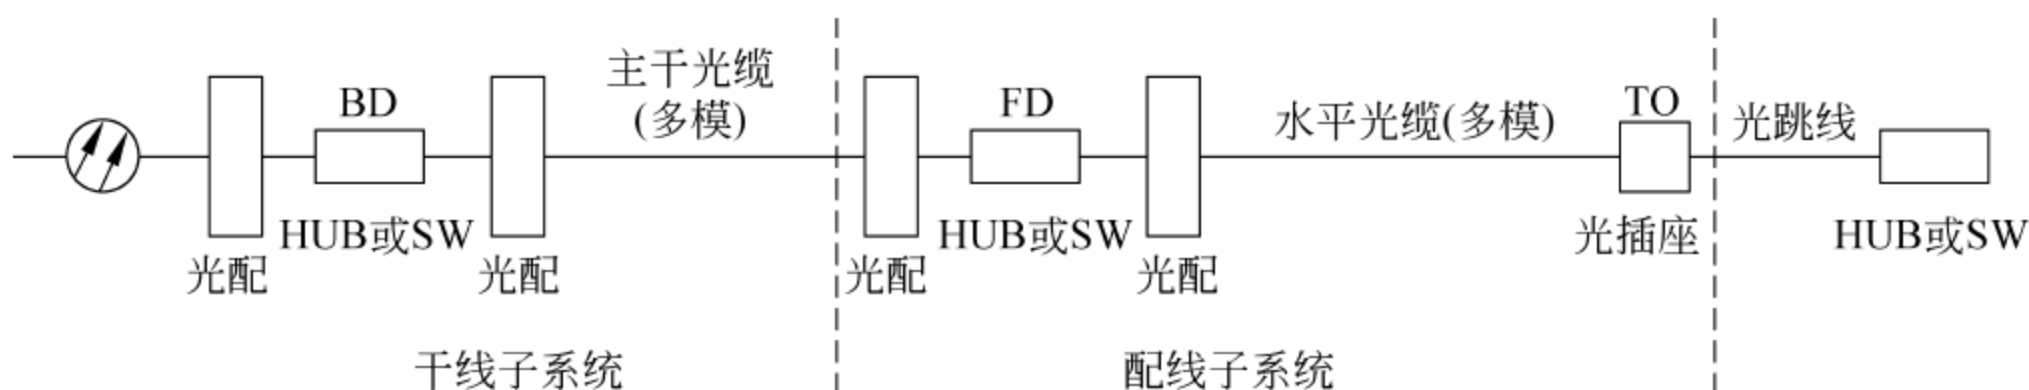 主干光缆
(多模)
BD
FD
水平光缆(多模)
TO
光跳线
HUB或SW
HUB或SW
光插座
HUB或SW
光配
光配
光配
光配
干线子系统
配线子系统